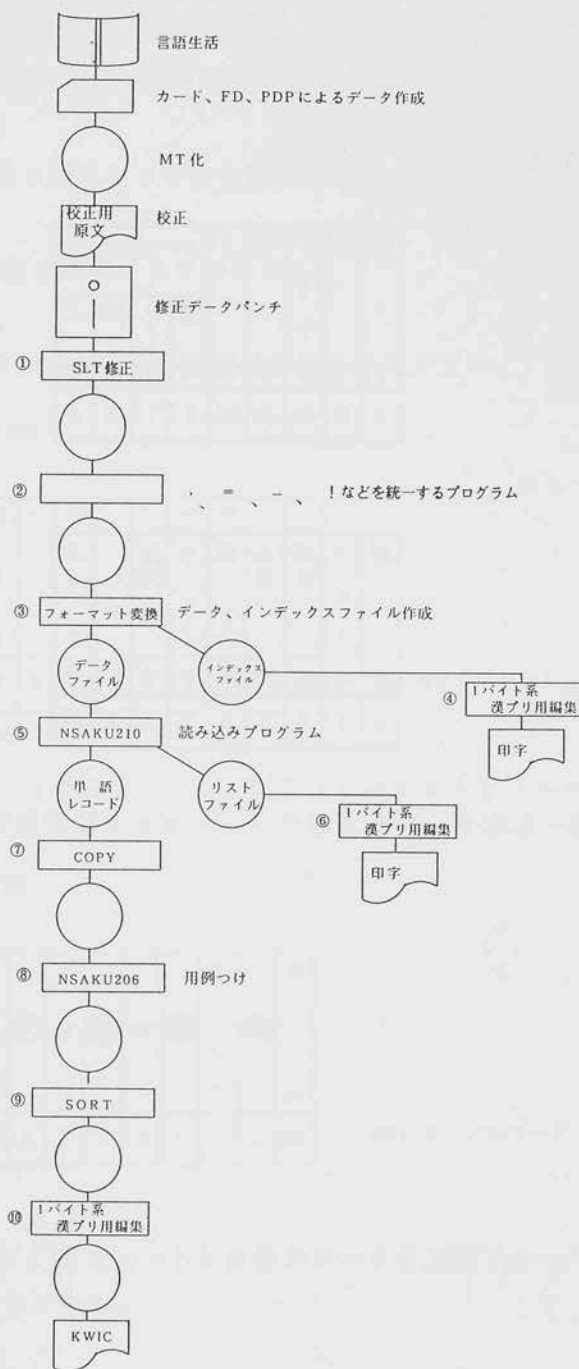 言語生活
カード、FD、PDPによるデータ作成
MT化
校正用
原文
校正
修正データパンチ
① SLT修正
② 、 = 、 − 、 !などを統一するプログラム
③ フォーマット変換 データ、インデックスファイル作成
データ
ファイル
インデックス
ファイル
④ 1バイト系
漢プリ用編集
印字
⑤ NSAKU210 読み込みプログラム
単語
レコード
リスト
ファイル
⑥ 1バイト系
漢プリ用編集
印字
⑦ COPY
⑧ NSAKU206 用例つけ
⑨ SORT
⑩ 1バイト系
漢プリ用編集
KWIC